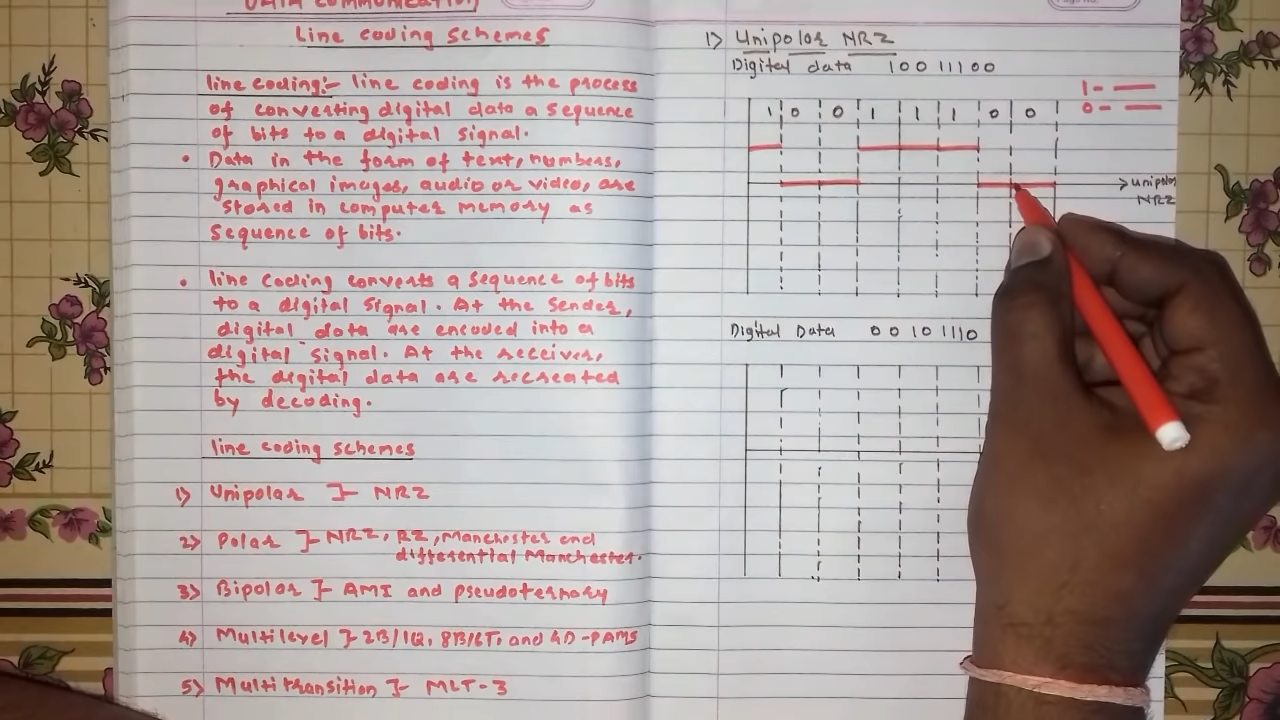 DATA COMMUNICATION
Line coding schemes
line coding:- line coding is the process
of converting digital data a sequence
of bits to a digital signal.
• Data in the form of text, numbers,
graphical images, audio or video, are
stored in computer memory as
sequence of bits.
• line coding converts a sequence of bits
to a digital signal. At the sender,
digital data are encoded into a
digital signal. At the receiver,
the digital data are recreated
by decoding.
line coding schemes
1) Unipolar }- NRZ
2) Polar }- NRZ, RZ, Manchester and
differential Manchester.
3) Bipolar }- AMI and pseudoternary
4) Multilevel }- 2B/1Q, 8B/6T, and 4D-PAM5
5) Multitransition }- MLT-3
1) Unipolar NRZ
Digital data 10011100
1 -
0 -
1 0 0 1 1 1 0 0
Unipolar
NRZ
Digital Data 00101110